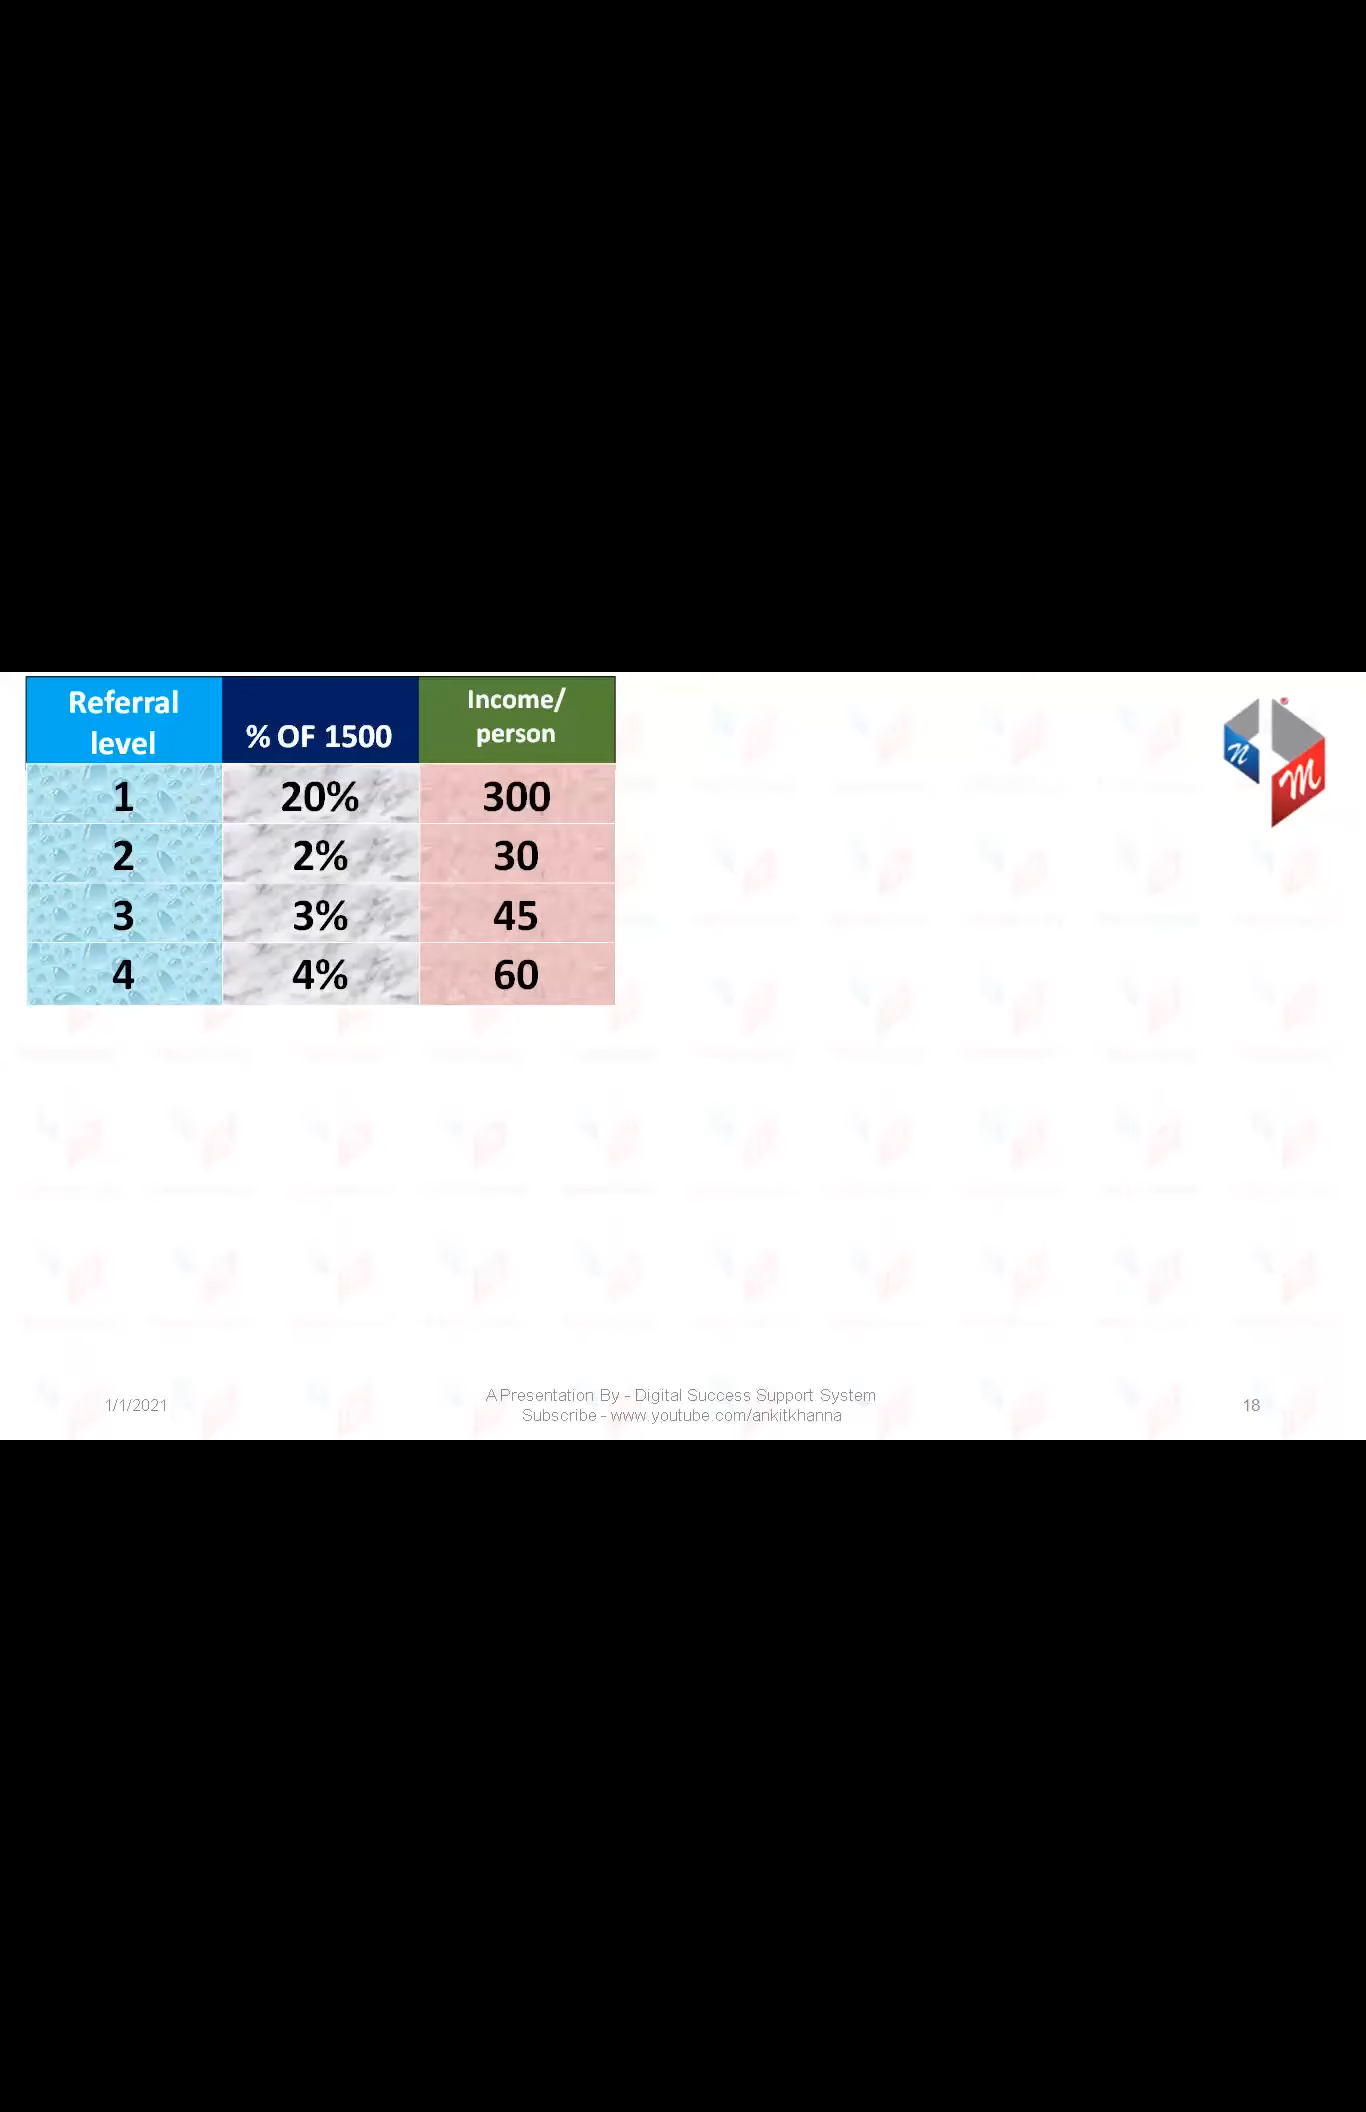 Referral level
% OF 1500
Income/ person
1 20% 300
2 2% 30
3 3% 45
4 4% 60
n
m
1/1/2021
A Presentation By - Digital Success Support System
Subscribe - www.youtube.com/ankitkhanna
18